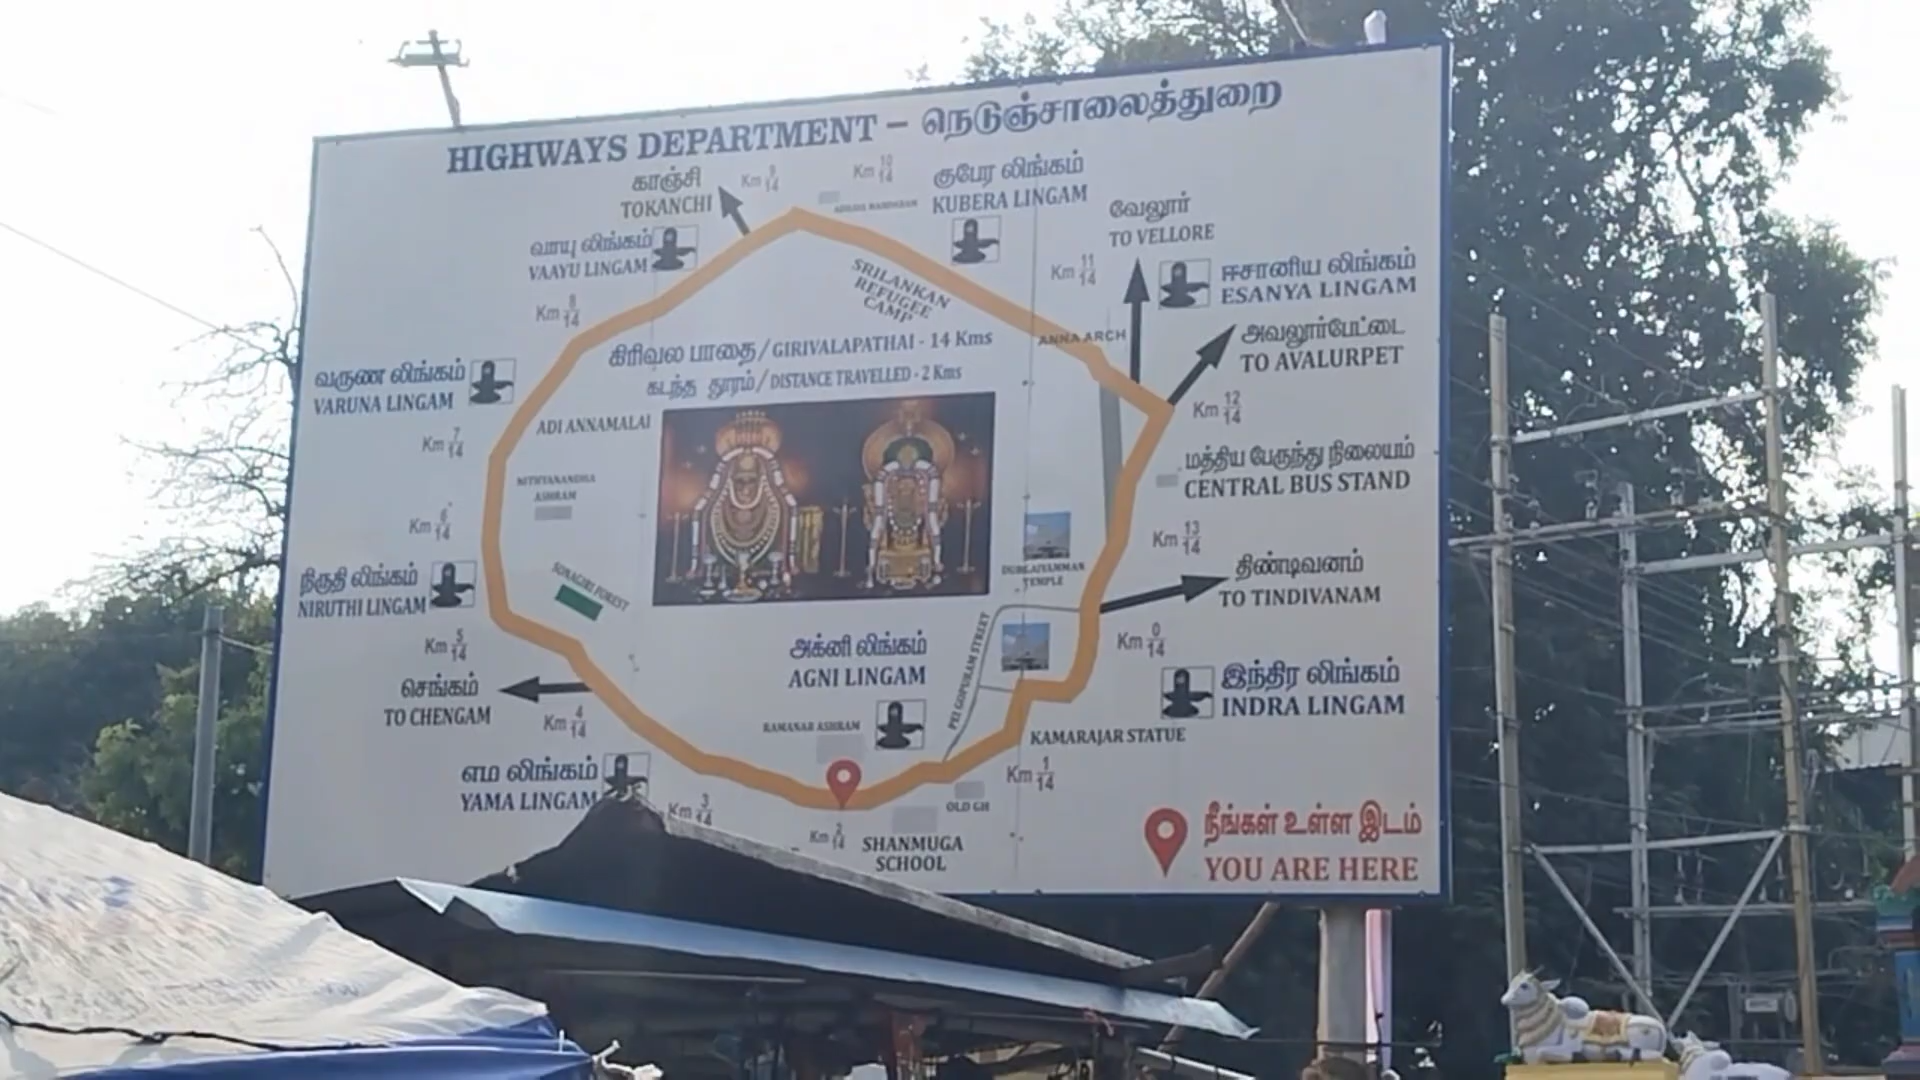 HIGHWAYS DEPARTMENT – நெடுஞ்சாலைத்துறை
காஞ்சி
TOKANCHI
Km 9/14
Km 10/14
குபேர லிங்கம்
KUBERA LINGAM
வேலூர்
TO VELLORE
வாயு லிங்கம்
VAAYU LINGAM
SRILANKAN
REFUGEE
CAMP
Km 11/14
ஈசானிய லிங்கம்
ESANYA LINGAM
Km 8/14
ANNA ARCH
அவலூர்பேட்டை
TO AVALURPET
கிரிவல பாதை/GIRIVALAPATHAI - 14 Kms
கடந்த தூரம்/DISTANCE TRAVELLED - 2 Kms
வருண லிங்கம்
VARUNA LINGAM
Km 12/14
ADI ANNAMALAI
Km 7/14
மத்திய பேருந்து நிலையம்
CENTRAL BUS STAND
NITHYANANDHA
ASHRAM
Km 6/14
Km 13/14
நிருதி லிங்கம்
NIRUTHI LINGAM
SONAGIRI FOREST
DURGAIYAMMAN
TEMPLE
திண்டிவனம்
TO TINDIVANAM
Km 5/14
அக்னி லிங்கம்
AGNI LINGAM
PEI GOPURAM STREET
Km 0/14
செங்கம்
TO CHENGAM
Km 4/14
இந்திர லிங்கம்
INDRA LINGAM
RAMANAR ASHRAM
KAMARAJAR STATUE
எம லிங்கம்
YAMA LINGAM
Km 3/14
Km 1/14
OLD GH
Km 2/14
SHANMUGA
SCHOOL
நீங்கள் உள்ள இடம்
YOU ARE HERE